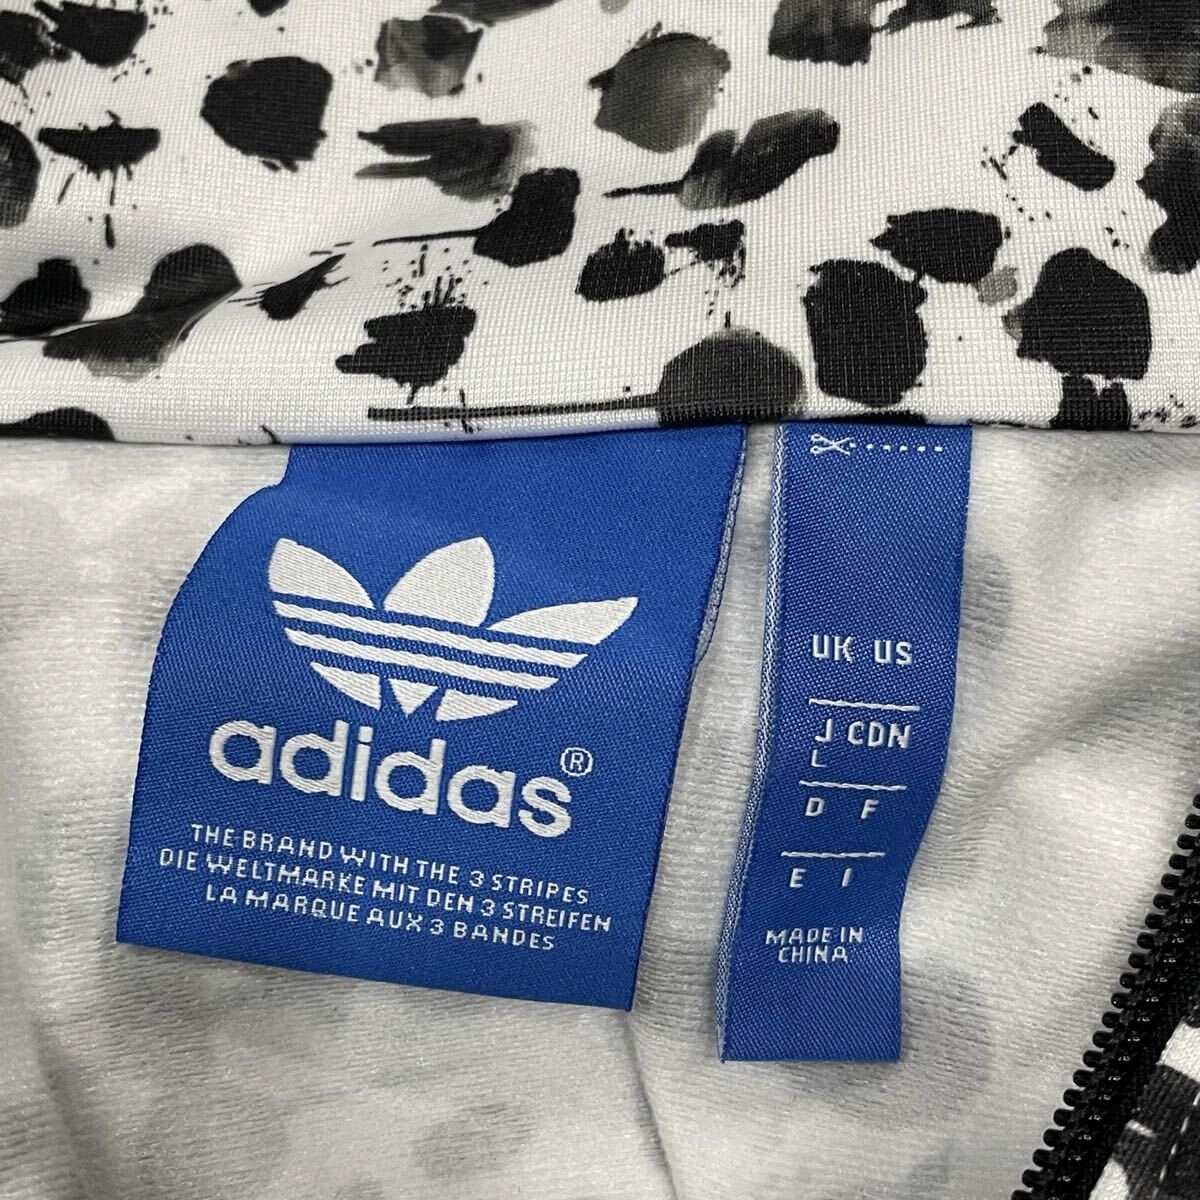 adidas®
THE BRAND WITH THE 3 STRIPES
DIE WELTMARKE MIT DEN 3 STREIFEN
LA MARQUE AUX 3 BANDES
UK US
J CDN
L
D F
E I
MADE IN
CHINA